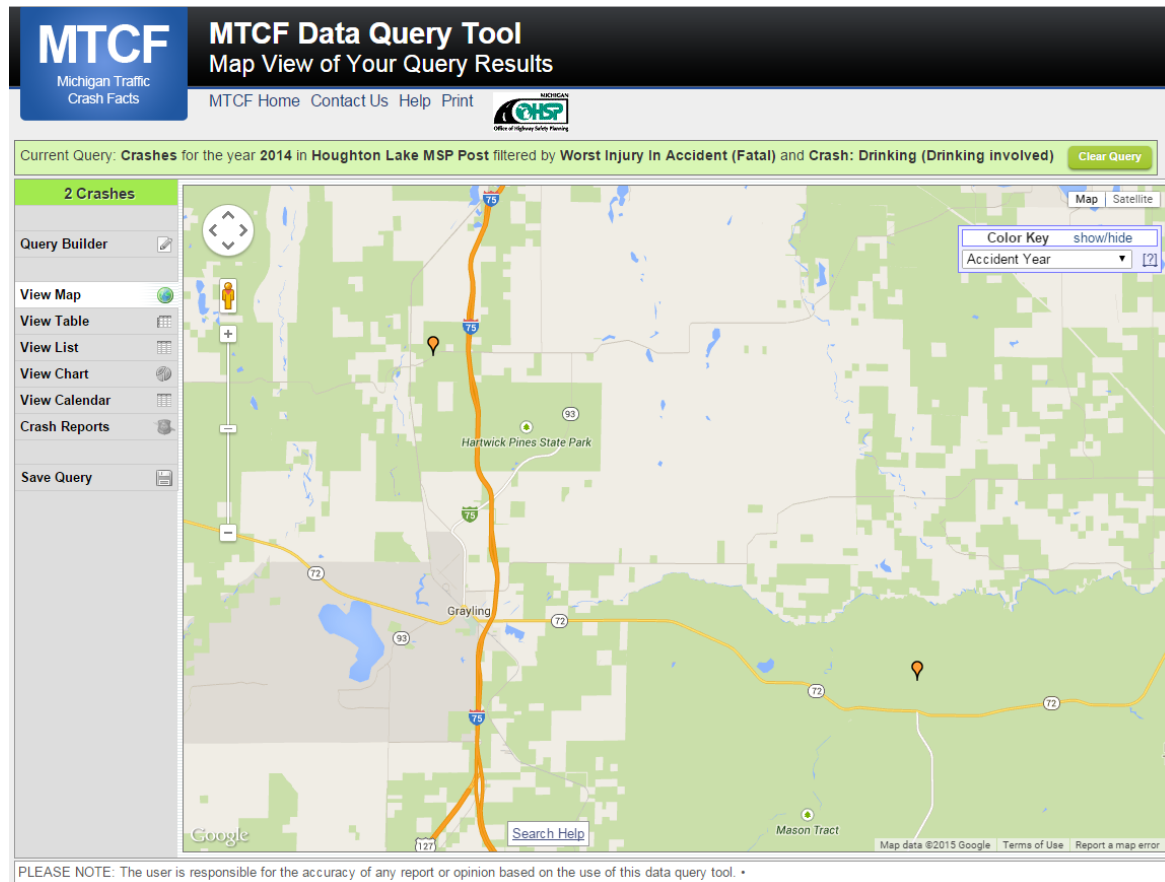 MTCF
Michigan Traffic
Crash Facts
MTCF Data Query Tool
Map View of Your Query Results
MTCF Home Contact Us Help Print
MICHIGAN
OHSP
Office of Highway Safety Planning
Current Query: Crashes for the year 2014 in Houghton Lake MSP Post filtered by Worst Injury In Accident (Fatal) and Crash: Drinking (Drinking involved)
Clear Query
2 Crashes
Query Builder
View Map
View Table
View List
View Chart
View Calendar
Crash Reports
Save Query
Map Satellite
Color Key show/hide
Accident Year [?]
75
75
93
Hartwick Pines State Park
75
72
Grayling
72
93
72
72
75
127
Mason Tract
Google
Search Help
Map data ©2015 Google Terms of Use Report a map error
PLEASE NOTE: The user is responsible for the accuracy of any report or opinion based on the use of this data query tool. •